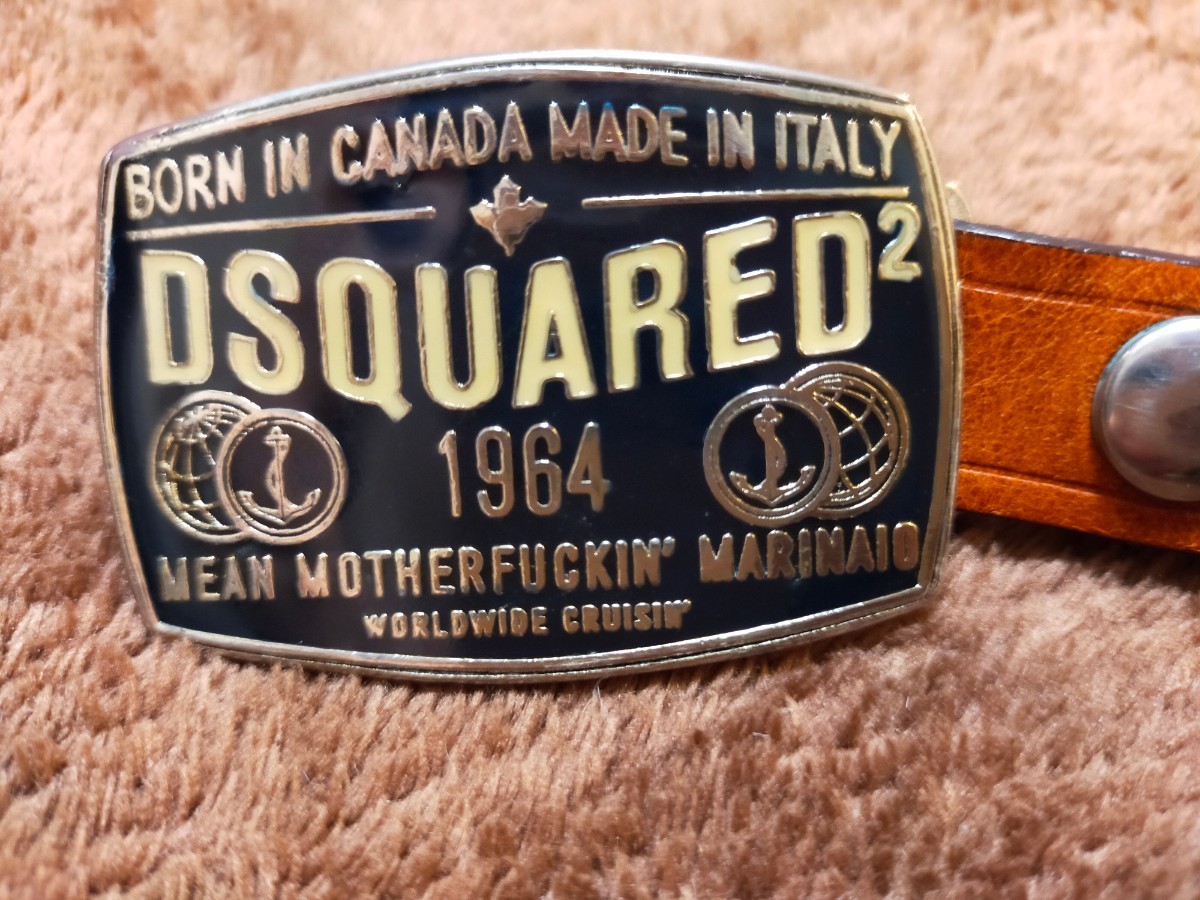 BORN IN CANADA MADE IN ITALY
DSQUARED²
1964
MEAN MOTHERFUCKIN' MARINAIO
WORLDWIDE CRUISIN'